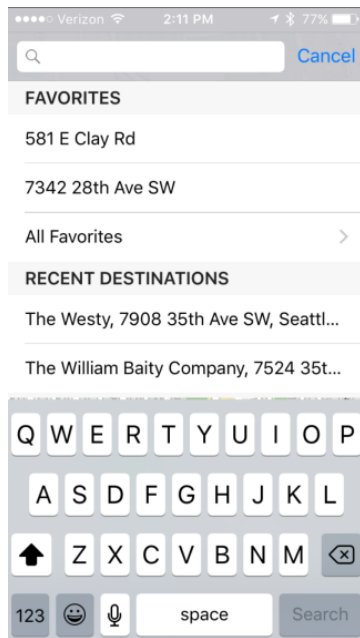 Verizon 2:11 PM 77%
Cancel
FAVORITES
581 E Clay Rd
7342 28th Ave SW
All Favorites
RECENT DESTINATIONS
The Westy, 7908 35th Ave SW, Seattl...
The William Baity Company, 7524 35t...
Q W E R T Y U I O P
A S D F G H J K L
Z X C V B N M
123 space Search